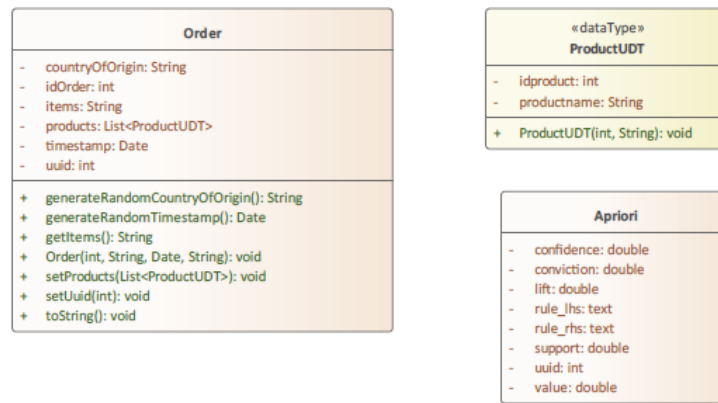 Order
- countryOfOrigin: String
- idOrder: int
- items: String
- products: List<ProductUDT>
- timestamp: Date
- uuid: int
+ generateRandomCountryOfOrigin(): String
+ generateRandomTimestamp(): Date
+ getItems(): String
+ Order(int, String, Date, String): void
+ setProducts(List<ProductUDT>): void
+ setUuid(int): void
+ toString(): void
«dataType»
ProductUDT
- idproduct: int
- productname: String
+ ProductUDT(int, String): void
Apriori
- confidence: double
- conviction: double
- lift: double
- rule_lhs: text
- rule_rhs: text
- support: double
- uuid: int
- value: double